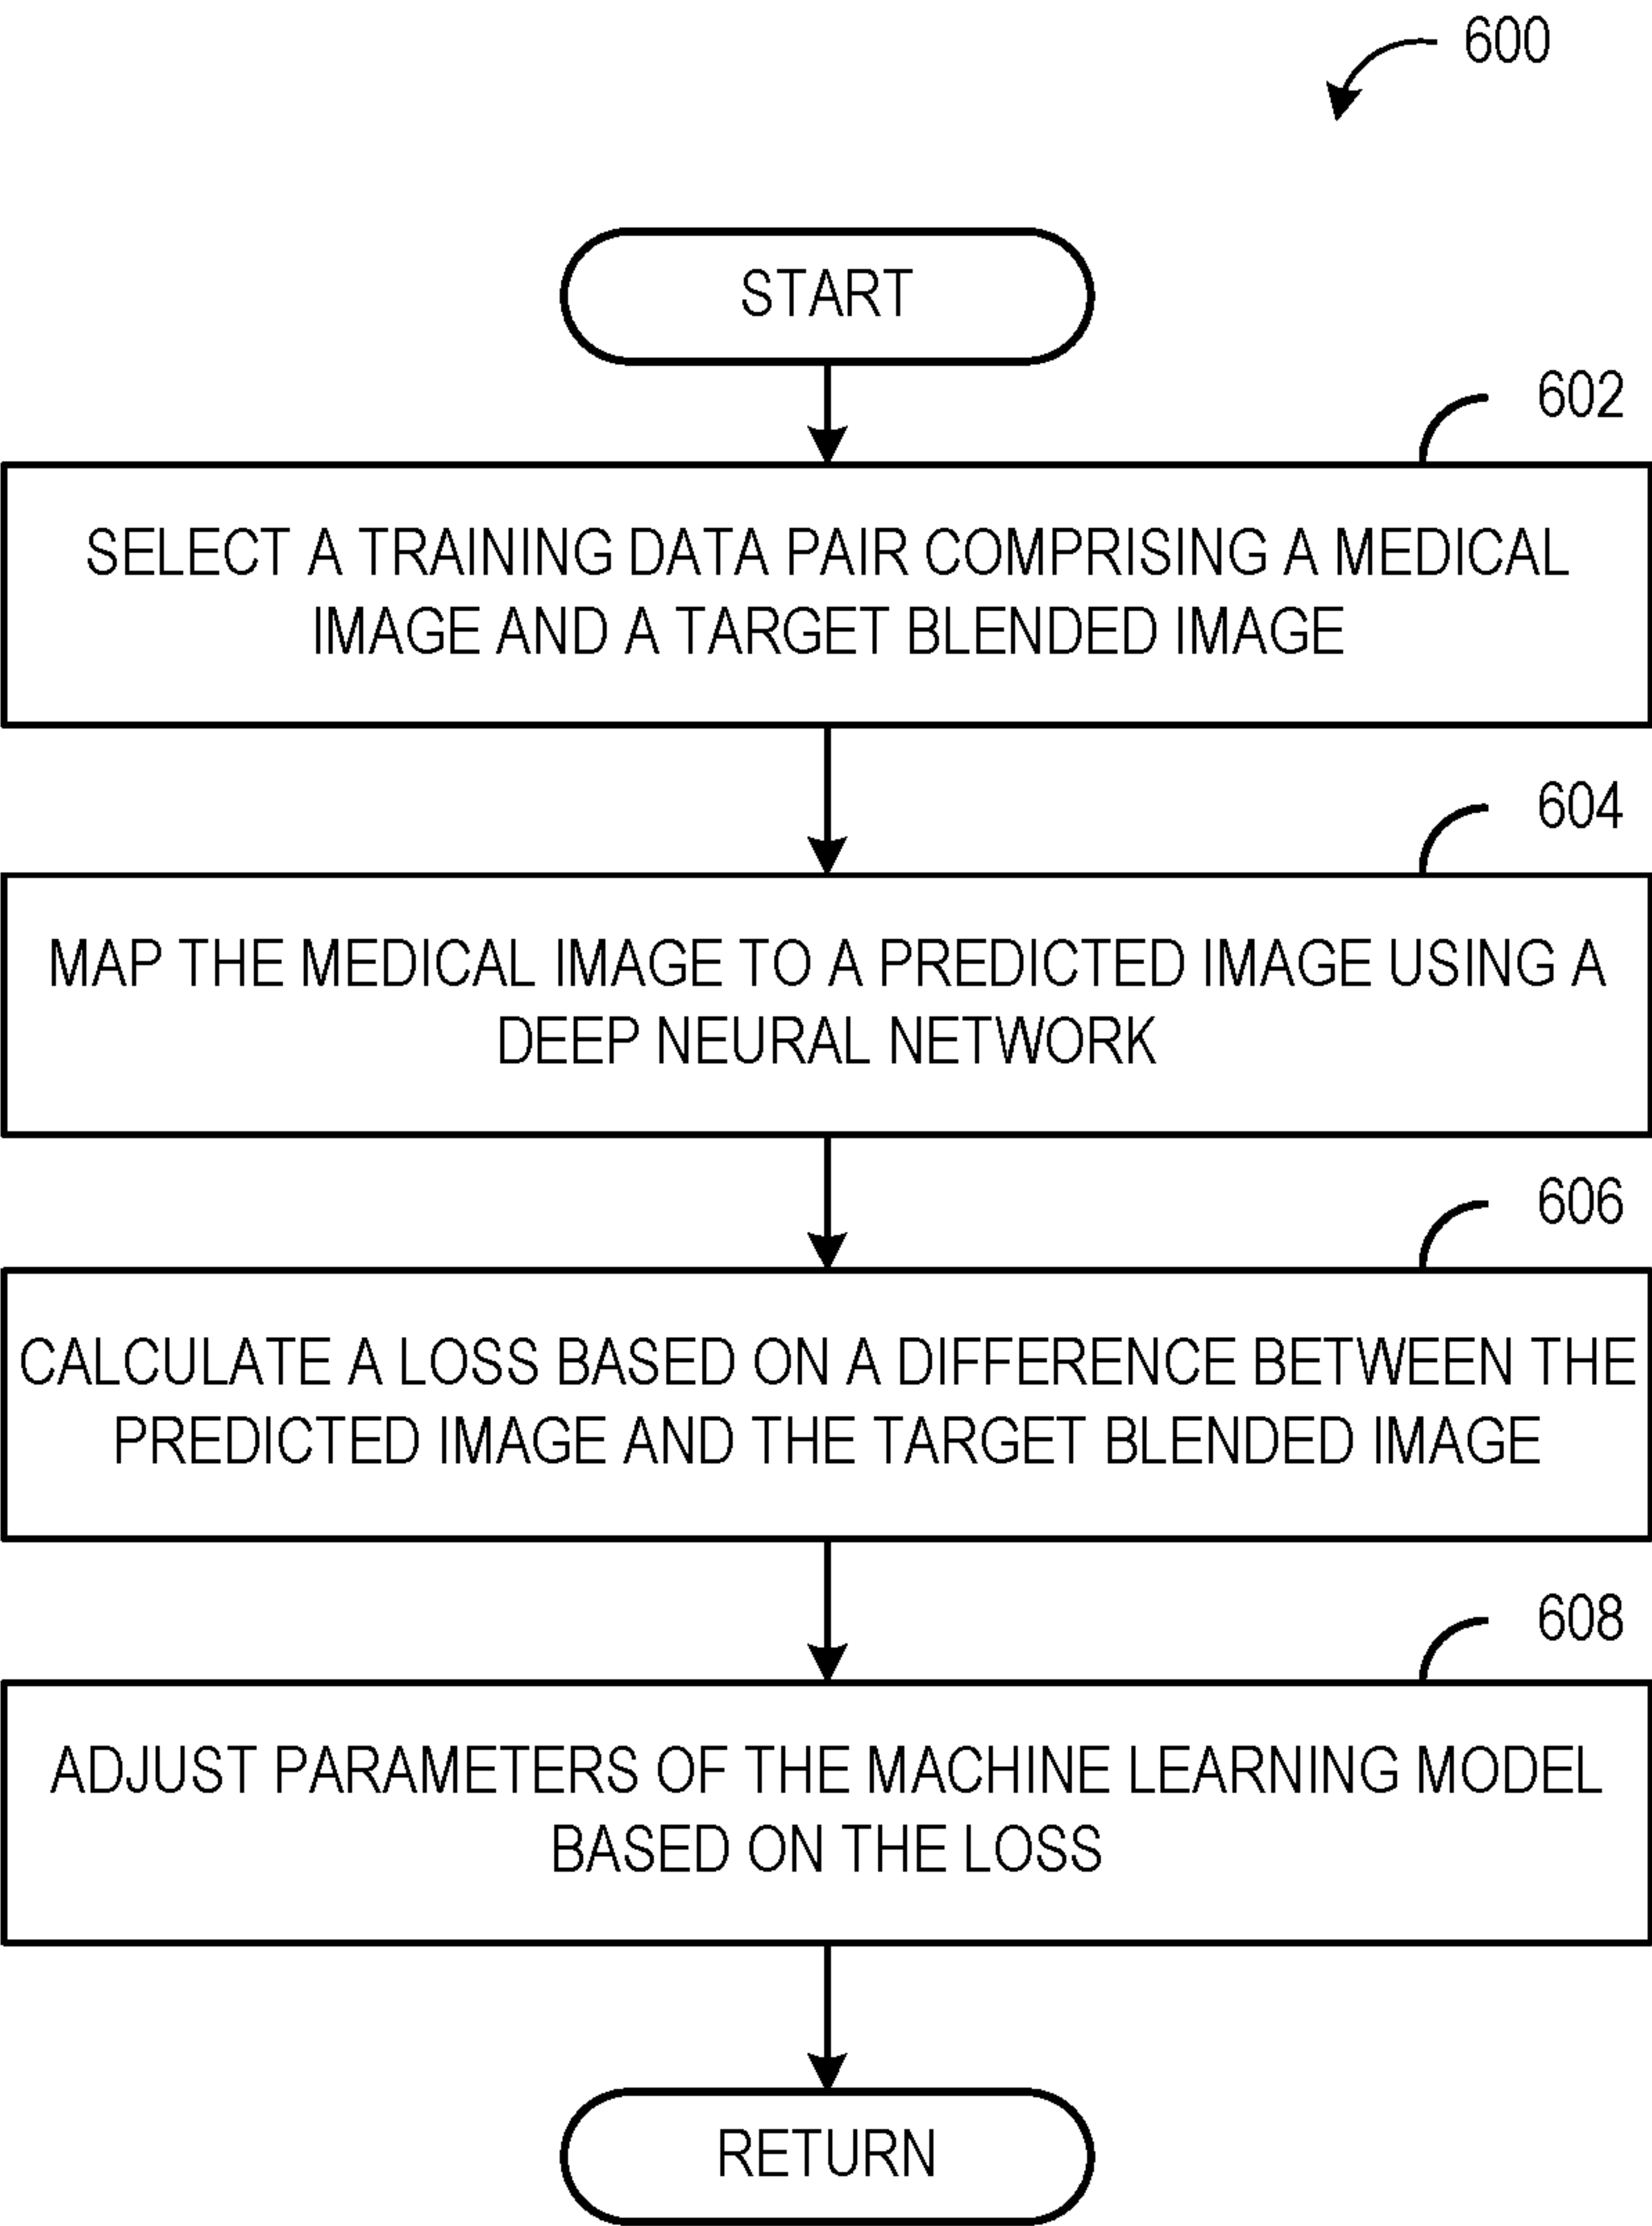 600
START
602
SELECT A TRAINING DATA PAIR COMPRISING A MEDICAL
IMAGE AND A TARGET BLENDED IMAGE
604
MAP THE MEDICAL IMAGE TO A PREDICTED IMAGE USING A
DEEP NEURAL NETWORK
606
CALCULATE A LOSS BASED ON A DIFFERENCE BETWEEN THE
PREDICTED IMAGE AND THE TARGET BLENDED IMAGE
608
ADJUST PARAMETERS OF THE MACHINE LEARNING MODEL
BASED ON THE LOSS
RETURN